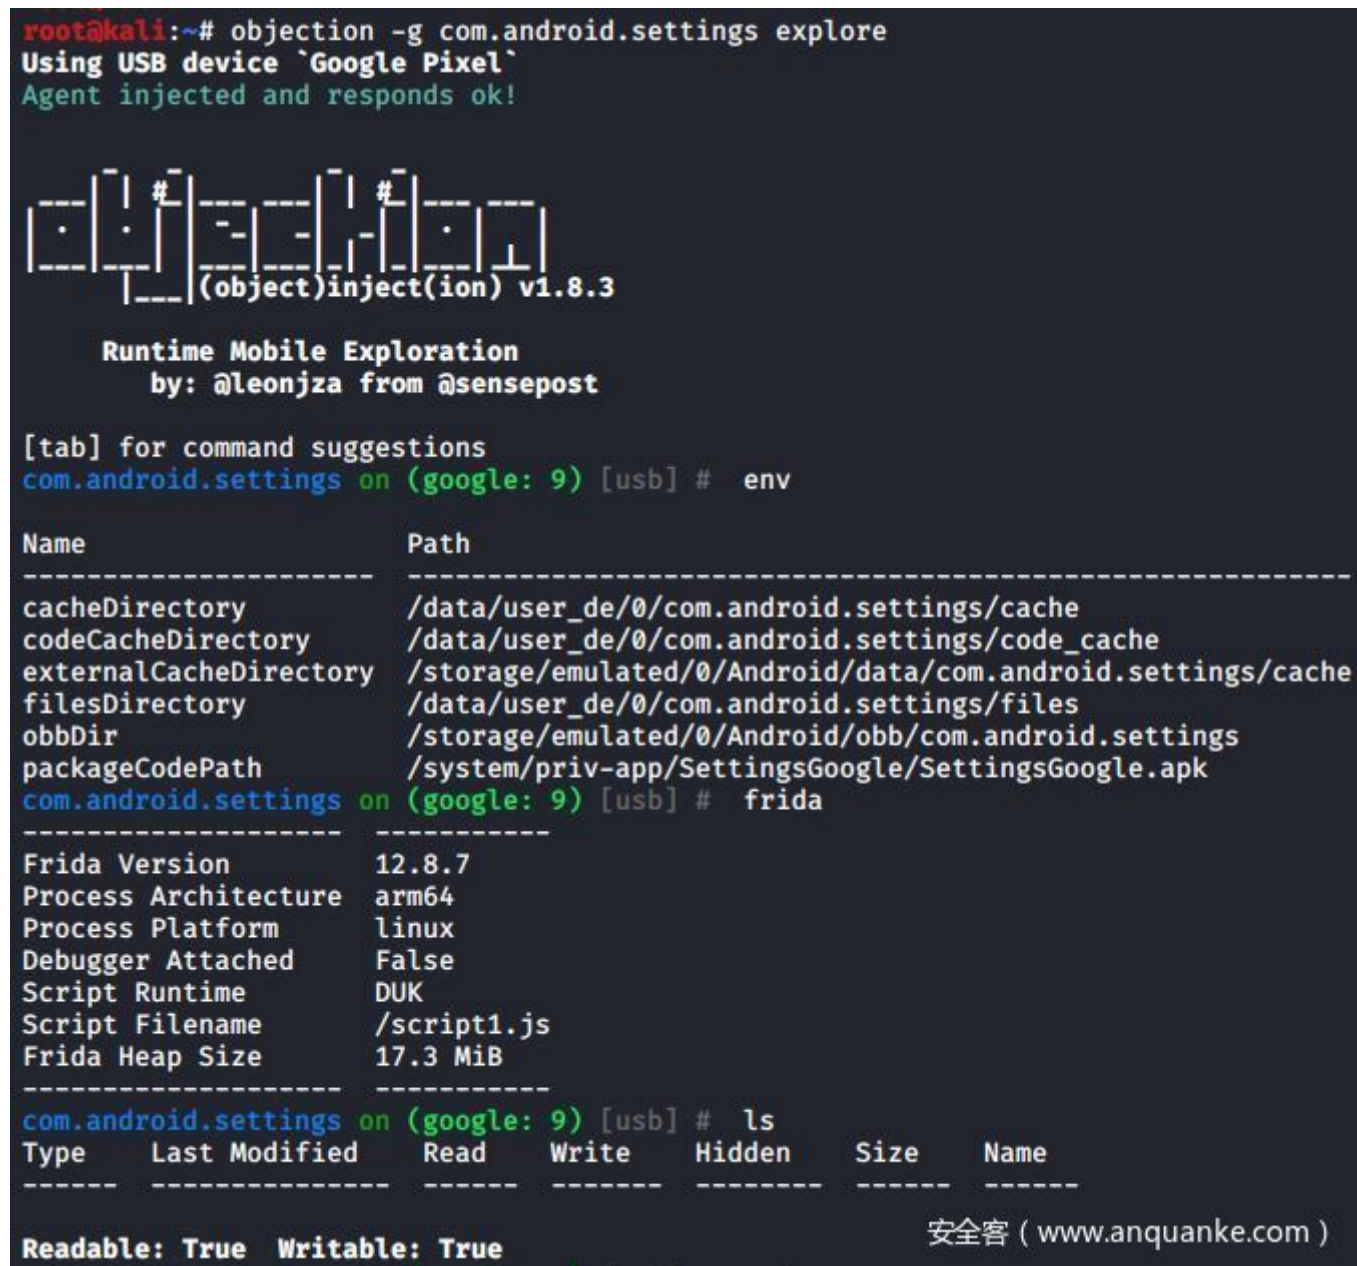 root@kali:~# objection -g com.android.settings explore
Using USB device `Google Pixel`
Agent injected and responds ok!
(object)inject(ion) v1.8.3
Runtime Mobile Exploration
by: @leonjza from @sensepost
[tab] for command suggestions
com.android.settings on (google: 9) [usb] # env
Name Path
---------------------- -----------------------------------------------------------
cacheDirectory /data/user_de/0/com.android.settings/cache
codeCacheDirectory /data/user_de/0/com.android.settings/code_cache
externalCacheDirectory /storage/emulated/0/Android/data/com.android.settings/cache
filesDirectory /data/user_de/0/com.android.settings/files
obbDir /storage/emulated/0/Android/obb/com.android.settings
packageCodePath /system/priv-app/SettingsGoogle/SettingsGoogle.apk
com.android.settings on (google: 9) [usb] # frida
-------------------- -----------
Frida Version 12.8.7
Process Architecture arm64
Process Platform linux
Debugger Attached False
Script Runtime DUK
Script Filename /script1.js
Frida Heap Size 17.3 MiB
-------------------- -----------
com.android.settings on (google: 9) [usb] # ls
Type Last Modified Read Write Hidden Size Name
------ --------------- ------ ------- -------- ------ ------
安全客 ( www.anquanke.com )
Readable: True Writable: True